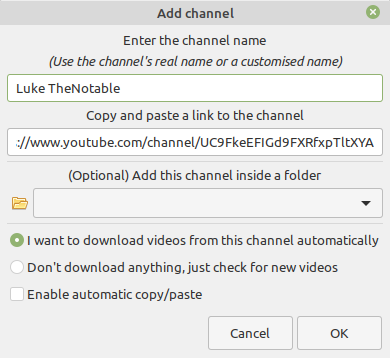 Add channel
Enter the channel name
(Use the channel's real name or a customised name)
Luke TheNotable
Copy and paste a link to the channel
://www.youtube.com/channel/UC9FkeEFIGd9FXRfxpTltXYA
(Optional) Add this channel inside a folder
I want to download videos from this channel automatically
Don't download anything, just check for new videos
Enable automatic copy/paste
Cancel OK